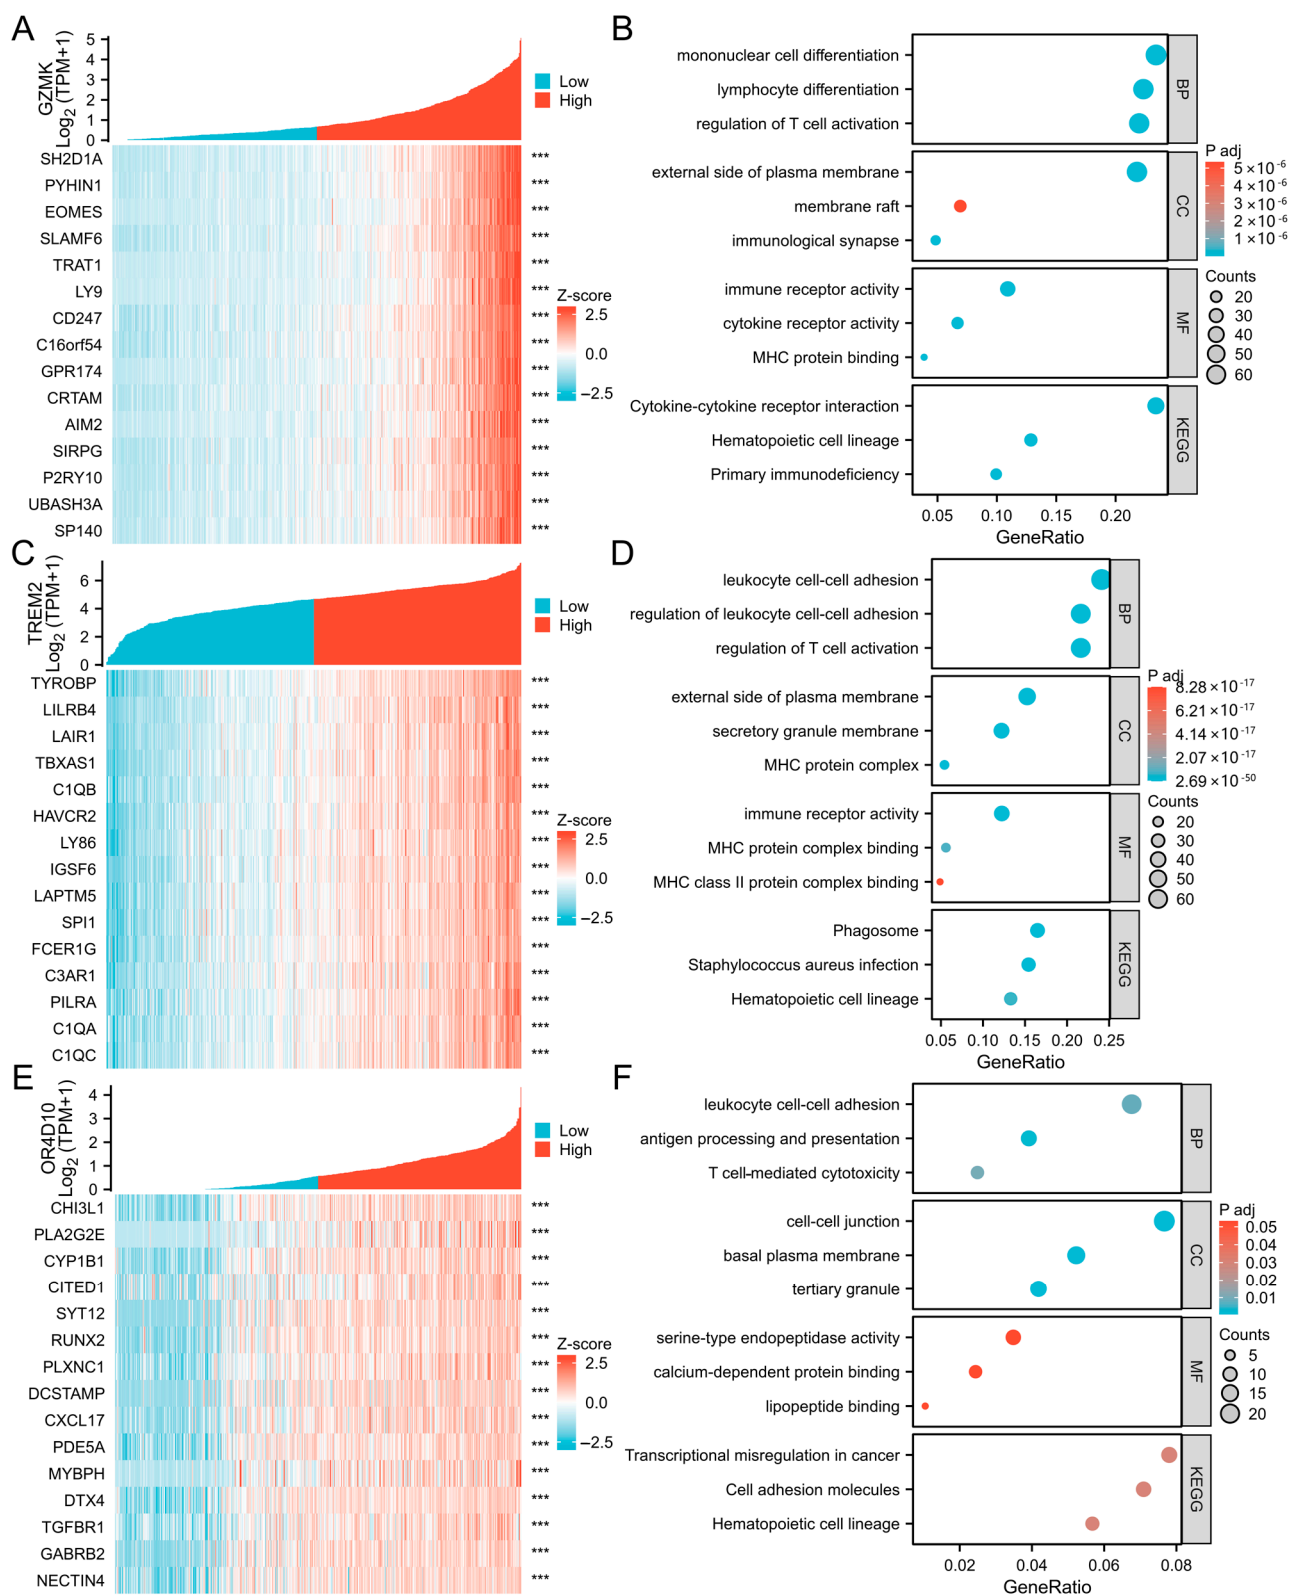 A
GZMK
Log2 (TPM+1)
5
4
3
2
1
0
Low
High
SH2D1A ***
PYHIN1 ***
EOMES ***
SLAMF6 ***
TRAT1 ***
LY9 ***
CD247 ***
C16orf54 ***
GPR174 ***
CRTAM ***
AIM2 ***
SIRPG ***
P2RY10 ***
UBASH3A ***
SP140 ***
Z-score
2.5
0.0
−2.5
B
mononuclear cell differentiation
lymphocyte differentiation
regulation of T cell activation
BP
external side of plasma membrane
membrane raft
immunological synapse
CC
immune receptor activity
cytokine receptor activity
MHC protein binding
MF
Cytokine-cytokine receptor interaction
Hematopoietic cell lineage
Primary immunodeficiency
KEGG
0.05 0.10 0.15 0.20
GeneRatio
P adj
5×10⁻⁶
4×10⁻⁶
3×10⁻⁶
2×10⁻⁶
1×10⁻⁶
Counts
20
30
40
50
60
C
TREM2
Log2 (TPM+1)
6
4
2
0
Low
High
TYROBP ***
LILRB4 ***
LAIR1 ***
TBXAS1 ***
C1QB ***
HAVCR2 ***
LY86 ***
IGSF6 ***
LAPTM5 ***
SPI1 ***
FCER1G ***
C3AR1 ***
PILRA ***
C1QA ***
C1QC ***
Z-score
2.5
0.0
−2.5
D
leukocyte cell-cell adhesion
regulation of leukocyte cell-cell adhesion
regulation of T cell activation
BP
external side of plasma membrane
secretory granule membrane
MHC protein complex
CC
immune receptor activity
MHC protein complex binding
MHC class II protein complex binding
MF
Phagosome
Staphylococcus aureus infection
Hematopoietic cell lineage
KEGG
0.05 0.10 0.15 0.20 0.25
GeneRatio
P adj
8.28×10⁻¹⁷
6.21×10⁻¹⁷
4.14×10⁻¹⁷
2.07×10⁻¹⁷
2.69×10⁻⁵⁰
Counts
20
30
40
50
60
E
OR4D10
Log2 (TPM+1)
4
3
2
1
0
Low
High
CHI3L1 ***
PLA2G2E ***
CYP1B1 ***
CITED1 ***
SYT12 ***
RUNX2 ***
PLXNC1 ***
DCSTAMP ***
CXCL17 ***
PDE5A ***
MYBPH ***
DTX4 ***
TGFBR1 ***
GABRB2 ***
NECTIN4 ***
Z-score
2.5
0.0
−2.5
F
leukocyte cell-cell adhesion
antigen processing and presentation
T cell-mediated cytotoxicity
BP
cell-cell junction
basal plasma membrane
tertiary granule
CC
serine-type endopeptidase activity
calcium-dependent protein binding
lipopeptide binding
MF
Transcriptional misregulation in cancer
Cell adhesion molecules
Hematopoietic cell lineage
KEGG
0.02 0.04 0.06 0.08
GeneRatio
P adj
0.05
0.04
0.03
0.02
0.01
Counts
5
10
15
20